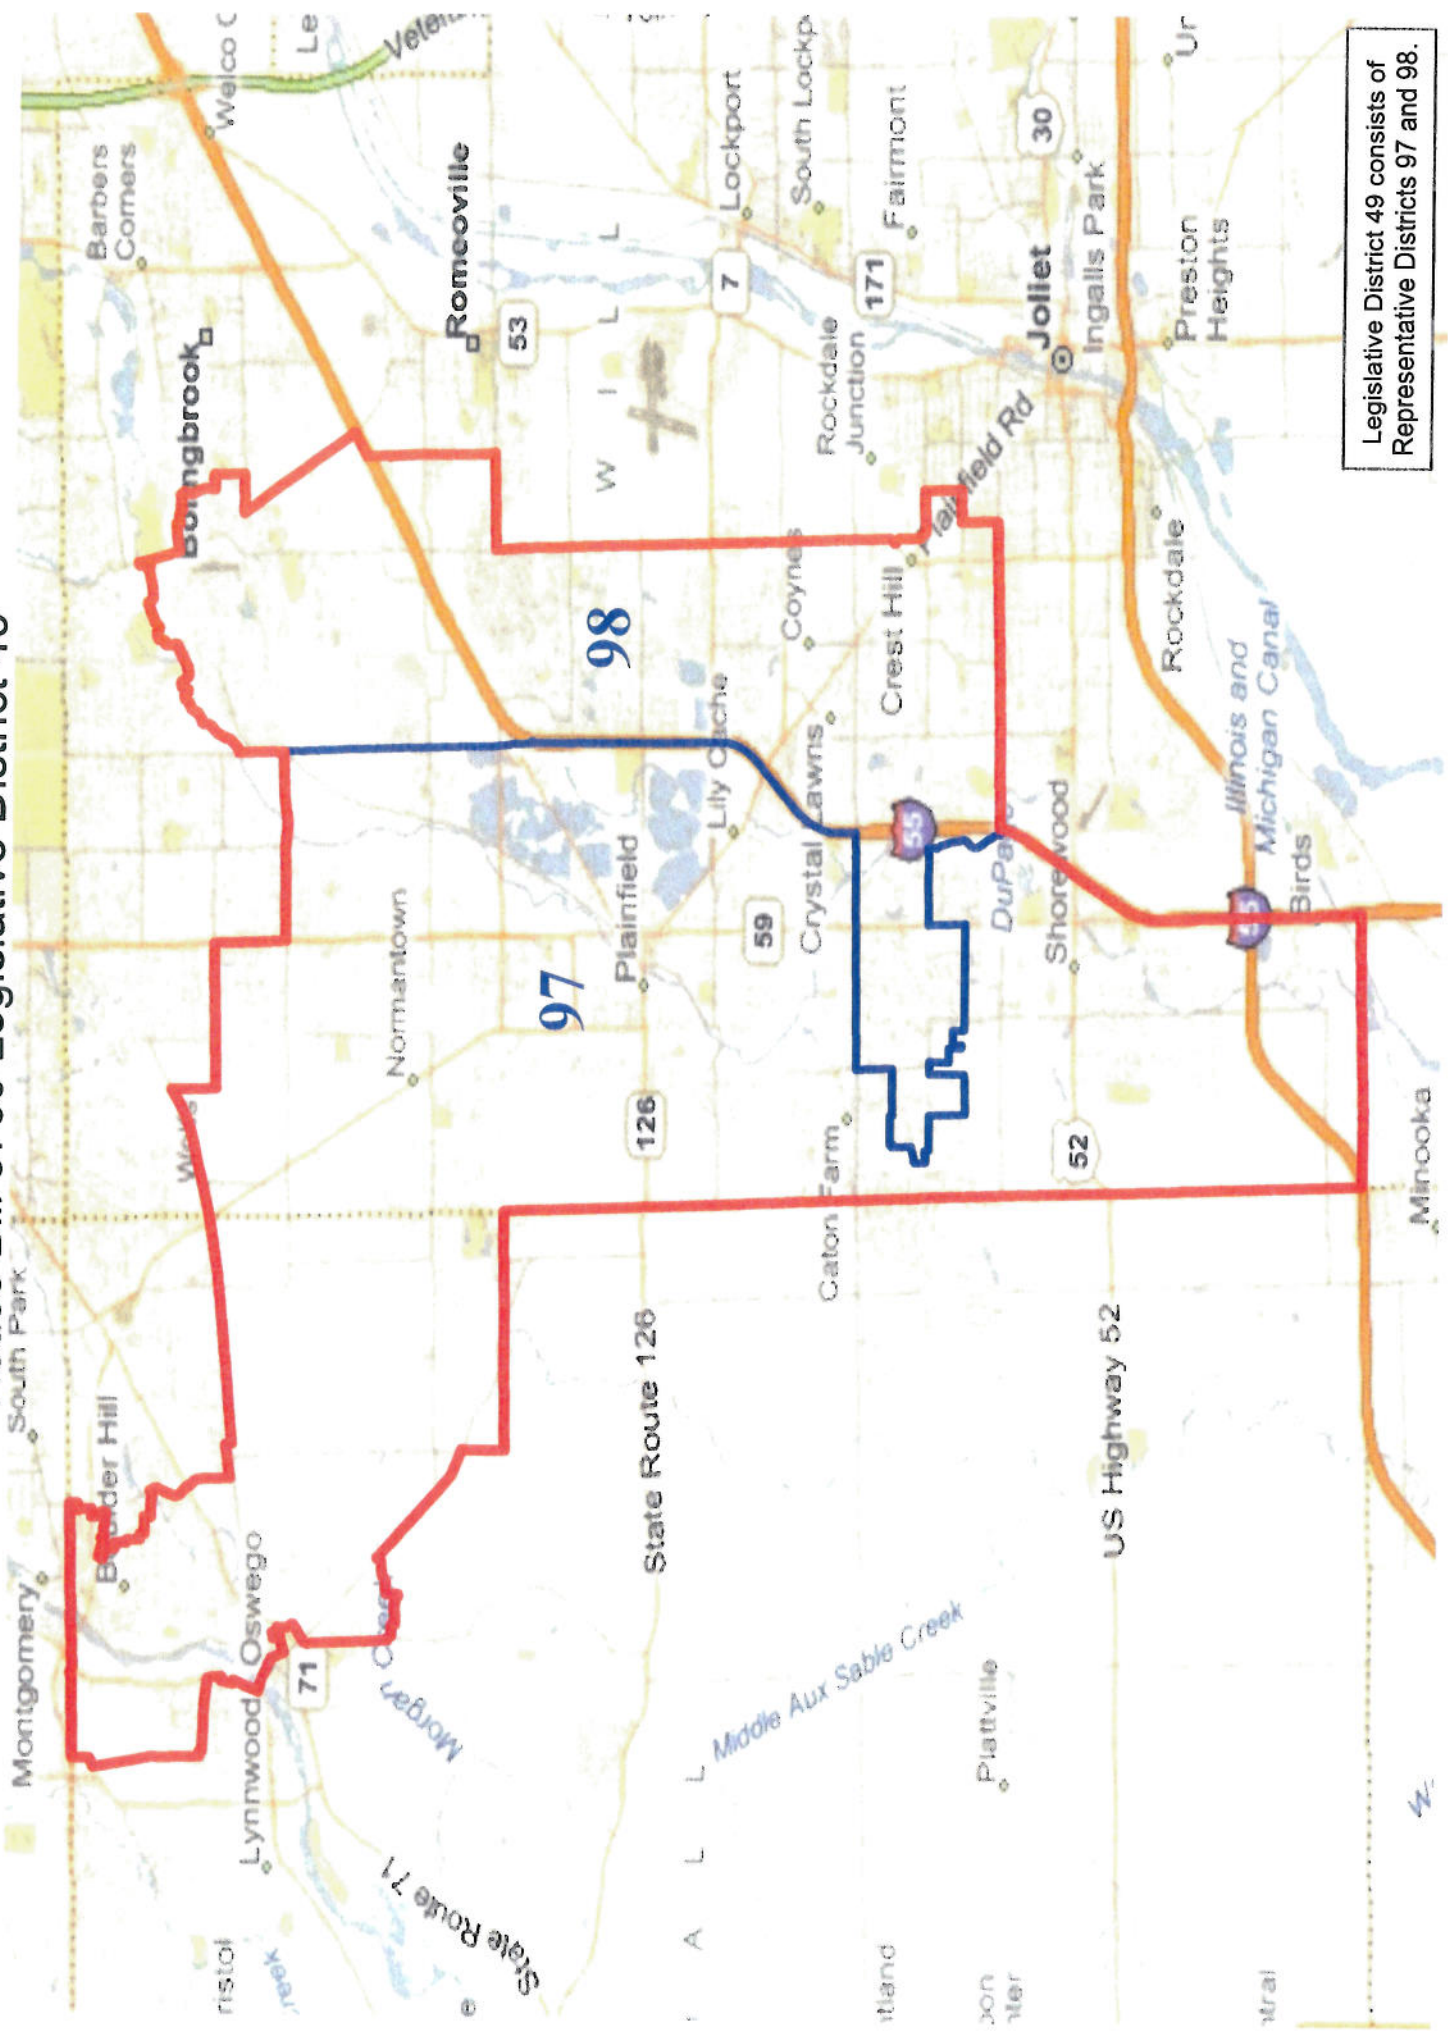 Legislative District 49 consists of
Representative Districts 97 and 98.
Montgomery
South Park
Boulder Hill
Lynnwood
Oswego
71
Morgan
State Route 71
Middle Aux Sable Creek
Plattville
State Route 126
US Highway 52
Minooka
Normantown
97
Plainfield
126
59
Caton Farm
52
Crystal Lawns
Lily Cache
98
Coynes
Crest Hill
Plainfield Rd
55
Shorewood
55
Birds
Illinois and
Michigan Canal
Rockdale
Bolingbrook
Barbers
Corners
Romeoville
53
W I L L
7
Lockport
171
Fairmont
Rockdale
Junction
Joliet
30
Ingalls Park
Preston
Heights